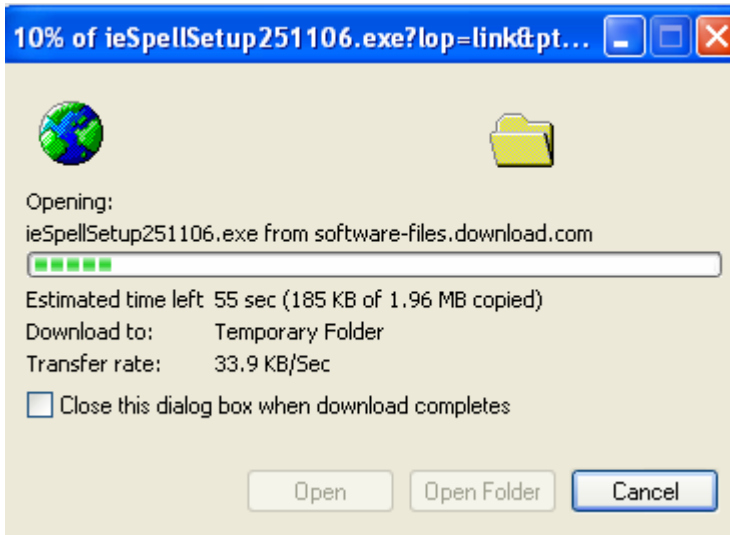 10% of ieSpellSetup251106.exe?lop=link&pt...
Opening:
ieSpellSetup251106.exe from software-files.download.com
Estimated time left 55 sec (185 KB of 1.96 MB copied)
Download to: Temporary Folder
Transfer rate: 33.9 KB/Sec
Close this dialog box when download completes
Open Open Folder Cancel